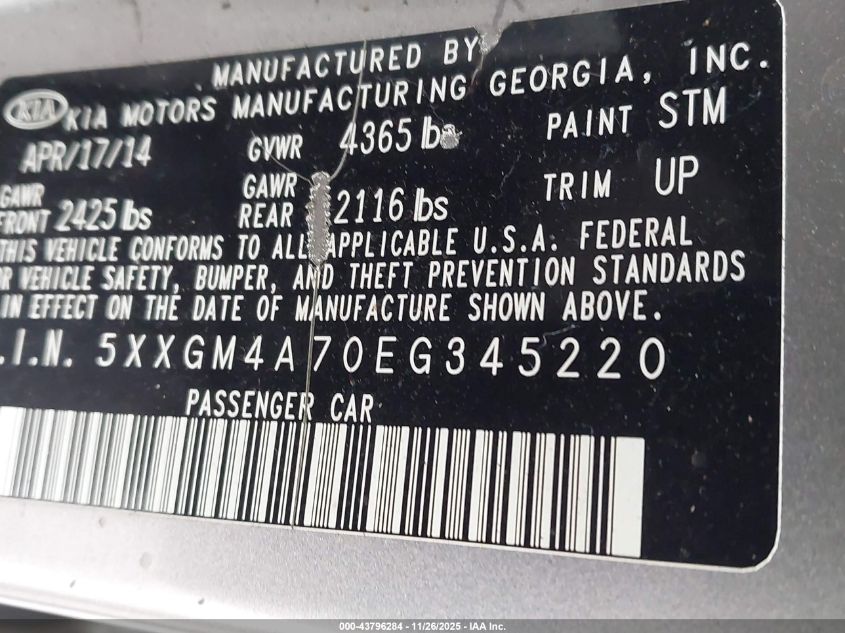 MANUFACTURED BY
KIA KIA MOTORS MANUFACTURING GEORGIA, INC.
APR/17/14 GVWR 4365 lbs PAINT STM
GAWR FRONT 2425 lbs GAWR REAR 2116 lbs TRIM UP
THIS VEHICLE CONFORMS TO ALL APPLICABLE U.S.A. FEDERAL
OR VEHICLE SAFETY, BUMPER, AND THEFT PREVENTION STANDARDS
IN EFFECT ON THE DATE OF MANUFACTURE SHOWN ABOVE.
.I.N. 5XXGM4A70EG345220
PASSENGER CAR
000-43796284 - 11/26/2025 - IAA Inc.